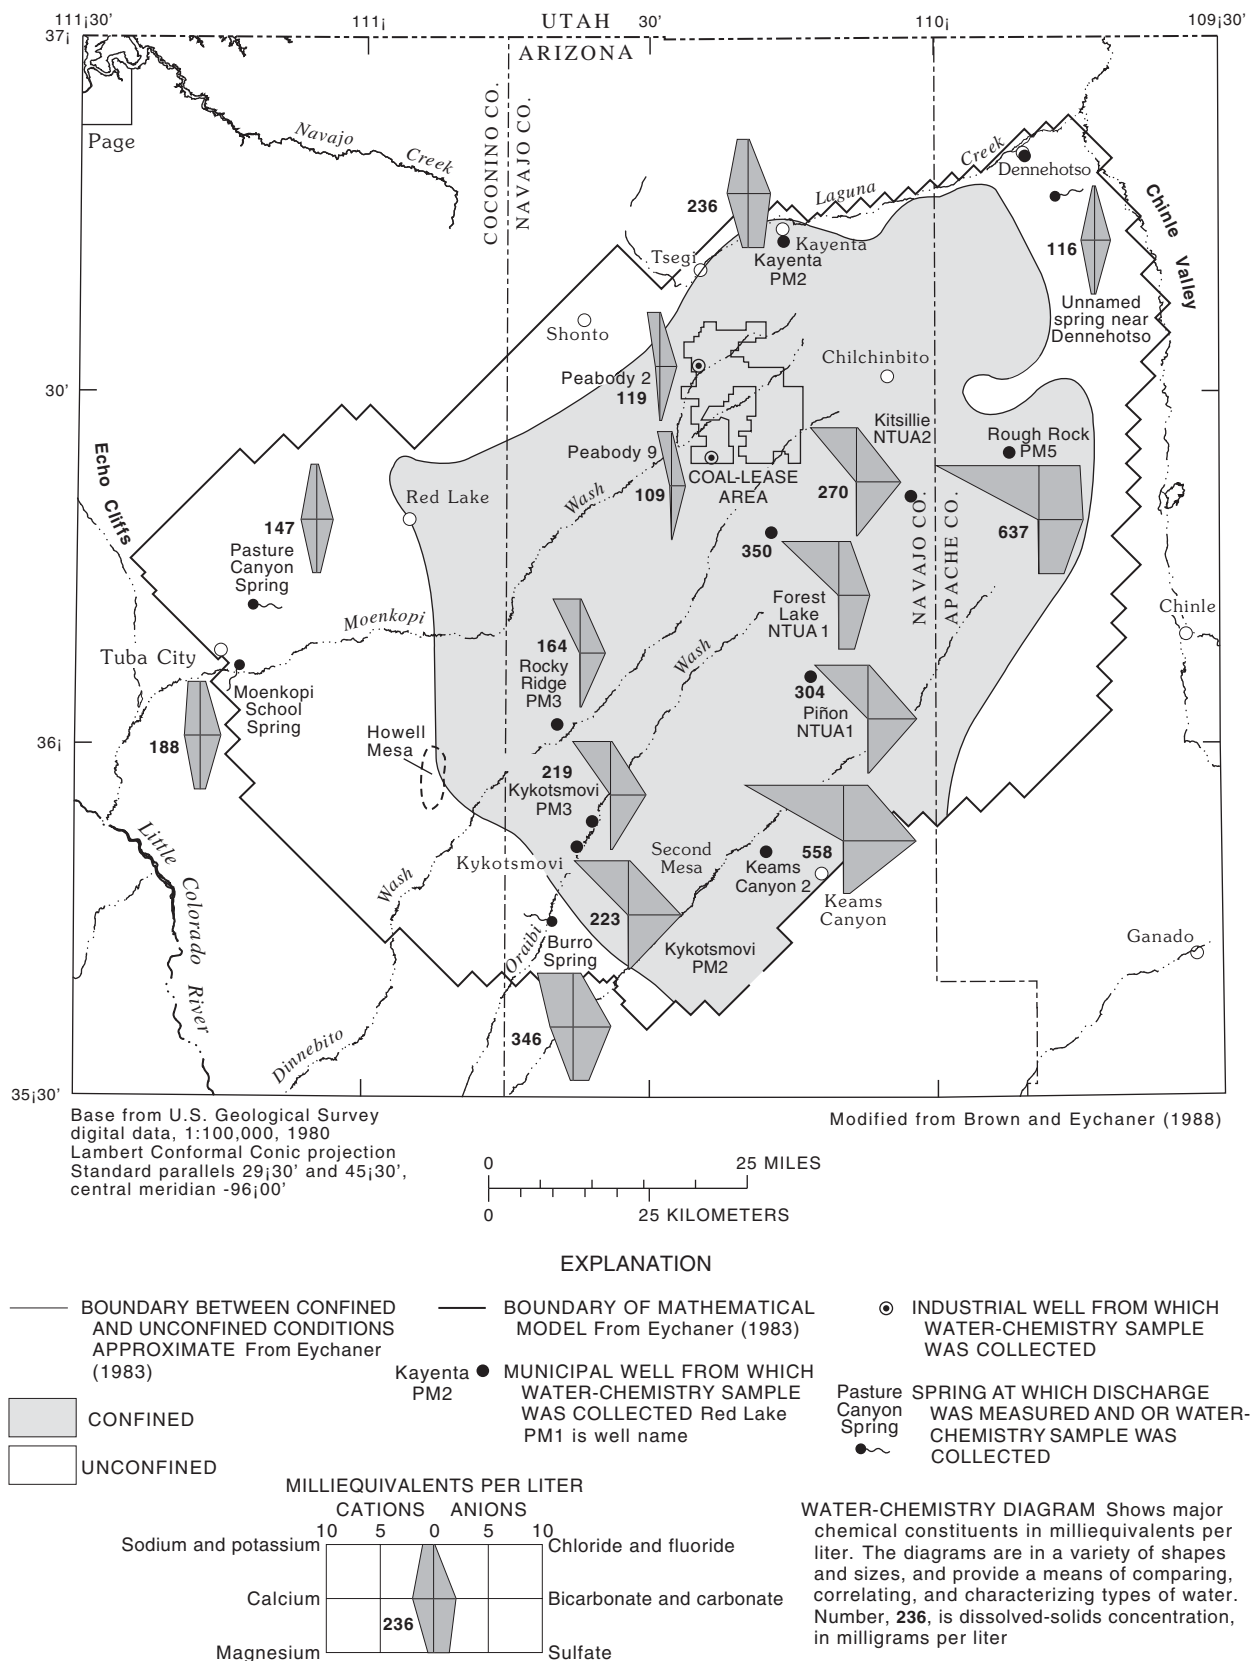 111¡30'
111¡
UTAH
30'
110¡
109¡30'
37¡
ARIZONA
COCONINO CO.
NAVAJO CO.
Page
Navajo
Creek
Creek
Dennehotso
Laguna
Chinle Valley
236
Kayenta
Kayenta
PM2
116
Unnamed
spring near
Dennehotso
Tsegi
Shonto
Chilchinbito
Peabody 2
119
30'
Echo Cliffs
Kitsillie
NTUA2
Rough Rock
PM5
Peabody 9
COAL-LEASE
AREA
109
270
Red Lake
Wash
147
Pasture
Canyon
Spring
637
350
NAVAJO CO.
APACHE CO.
Forest
Lake
NTUA1
Chinle
Moenkopi
164
Rocky
Ridge
PM3
Wash
Tuba City
Moenkopi
School
Spring
304
Piñon
NTUA1
188
36¡
Howell
Mesa
219
Kykotsmovi
PM3
Little
Colorado
River
Kykotsmovi
Second
Mesa
558
Keams
Canyon 2
Keams
Canyon
Wash
223
Kykotsmovi
PM2
Ganado
Oraibi
Burro
Spring
346
Dinnebito
35¡30'
Base from U.S. Geological Survey
digital data, 1:100,000, 1980
Lambert Conformal Conic projection
Standard parallels 29¡30' and 45¡30',
central meridian -96¡00'
Modified from Brown and Eychaner (1988)
0
25 MILES
0
25 KILOMETERS
EXPLANATION
BOUNDARY BETWEEN CONFINED
AND UNCONFINED CONDITIONS
APPROXIMATE From Eychaner
(1983)
CONFINED
UNCONFINED
BOUNDARY OF MATHEMATICAL
MODEL From Eychaner (1983)
Kayenta
PM2
MUNICIPAL WELL FROM WHICH
WATER-CHEMISTRY SAMPLE
WAS COLLECTED Red Lake
PM1 is well name
INDUSTRIAL WELL FROM WHICH
WATER-CHEMISTRY SAMPLE
WAS COLLECTED
Pasture
Canyon
Spring
SPRING AT WHICH DISCHARGE
WAS MEASURED AND OR WATER-
CHEMISTRY SAMPLE WAS
COLLECTED
MILLIEQUIVALENTS PER LITER
CATIONS ANIONS
10 5 0 5 10
Sodium and potassium
Chloride and fluoride
Calcium
Bicarbonate and carbonate
236
Magnesium
Sulfate
WATER-CHEMISTRY DIAGRAM Shows major
chemical constituents in milliequivalents per
liter. The diagrams are in a variety of shapes
and sizes, and provide a means of comparing,
correlating, and characterizing types of water.
Number, 236, is dissolved-solids concentration,
in milligrams per liter